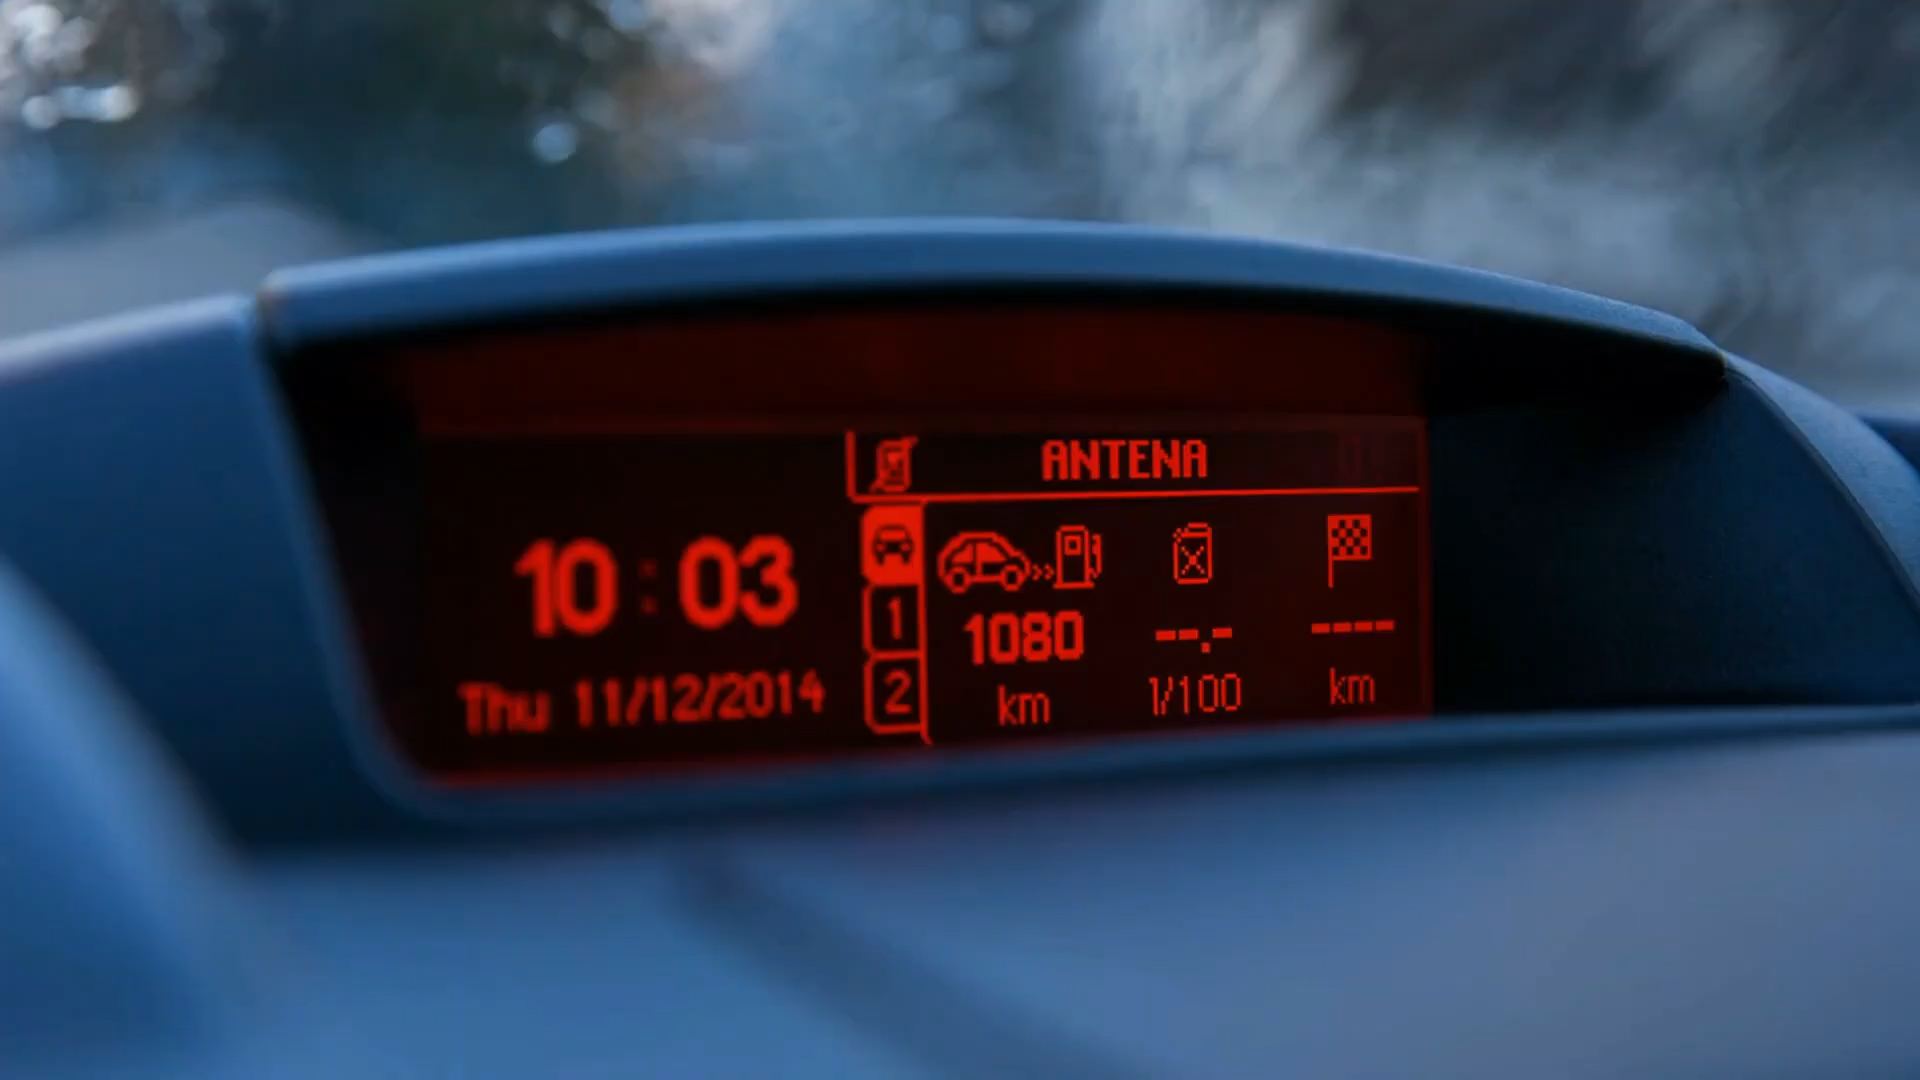 ANTENA
10:03
Thu 11/12/2014
1
2
1080
--.-
----
km
l/100
km